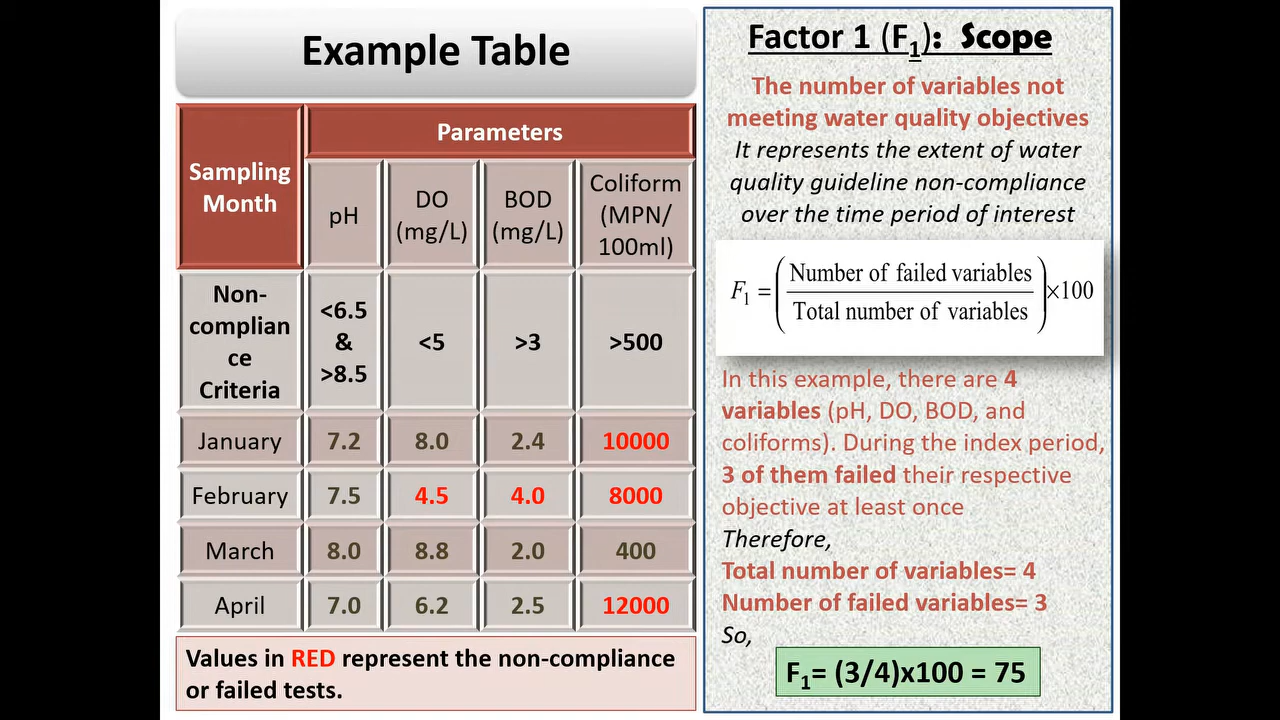 Example Table
Sampling
Month
Parameters
pH
DO
(mg/L)
BOD
(mg/L)
Coliform
(MPN/
100ml)
Non-
complian
ce
Criteria
<6.5
&
>8.5
<5
>3
>500
January 7.2 8.0 2.4 10000
February 7.5 4.5 4.0 8000
March 8.0 8.8 2.0 400
April 7.0 6.2 2.5 12000
Values in RED represent the non-compliance
or failed tests.
Factor 1 (F1): Scope
The number of variables not
meeting water quality objectives
It represents the extent of water
quality guideline non-compliance
over the time period of interest
F1 = (Number of failed variables / Total number of variables) ×100
In this example, there are 4
variables (pH, DO, BOD, and
coliforms). During the index period,
3 of them failed their respective
objective at least once
Therefore,
Total number of variables= 4
Number of failed variables= 3
So,
F1= (3/4)x100 = 75